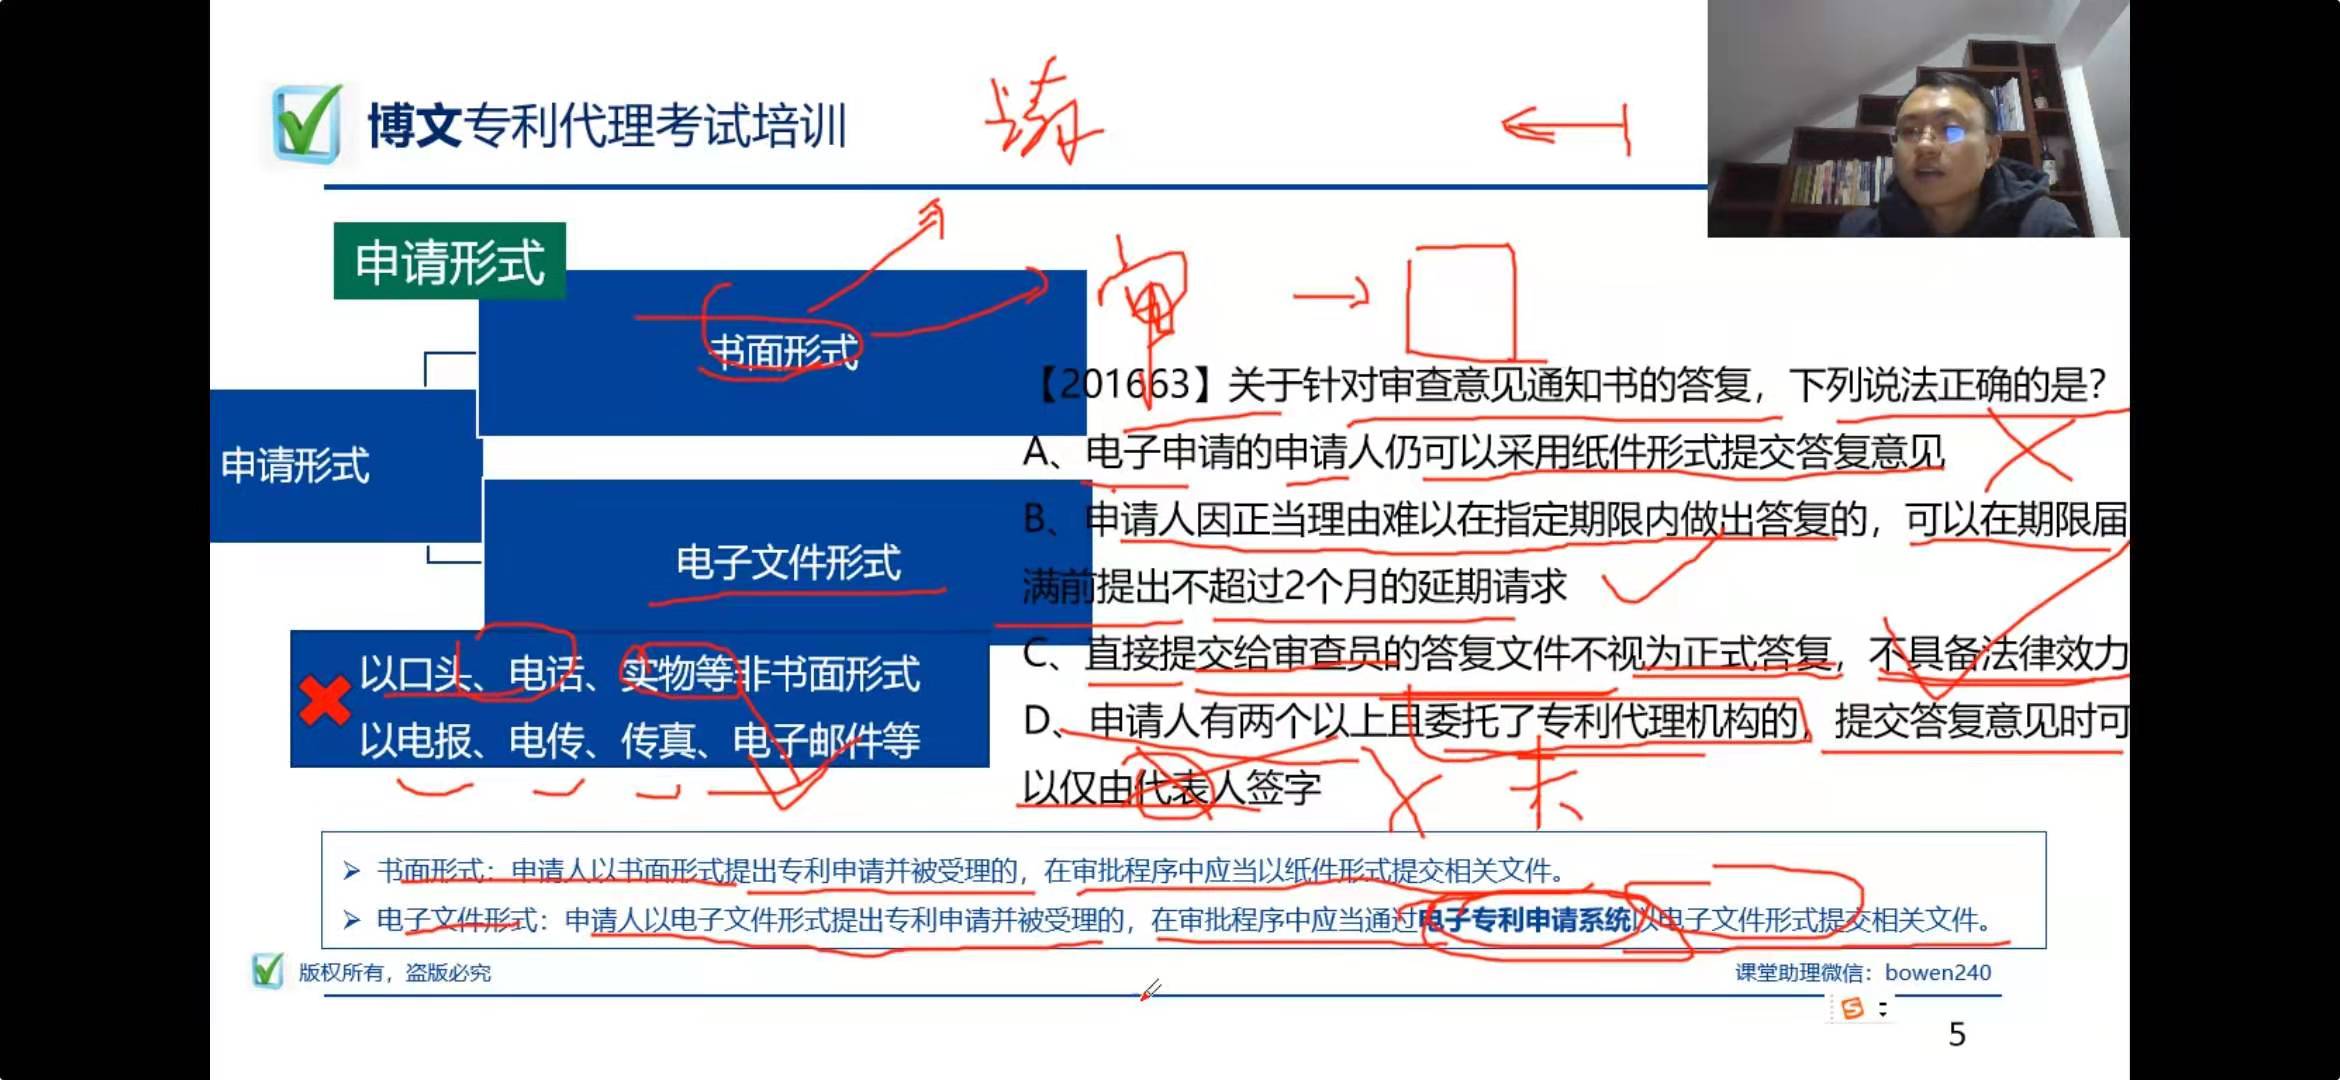 博文专利代理考试培训
请
申请形式
审
书面形式
申请形式
电子文件形式
以口头、电话、实物等非书面形式
以电报、电传、传真、电子邮件等
【201663】关于针对审查意见通知书的答复，下列说法正确的是？
A、电子申请的申请人仍可以采用纸件形式提交答复意见
B、申请人因正当理由难以在指定期限内做出答复的，可以在期限届
满前提出不超过2个月的延期请求
C、直接提交给审查员的答复文件不视为正式答复，不具备法律效力
D、申请人有两个以上且委托了专利代理机构的，提交答复意见时可
以仅由代表人签字
书面形式：申请人以书面形式提出专利申请并被受理的，在审批程序中应当以纸件形式提交相关文件。
电子文件形式：申请人以电子文件形式提出专利申请并被受理的，在审批程序中应当通过电子专利申请系统以电子文件形式提交相关文件。
版权所有，盗版必究
课堂助理微信：bowen240
5